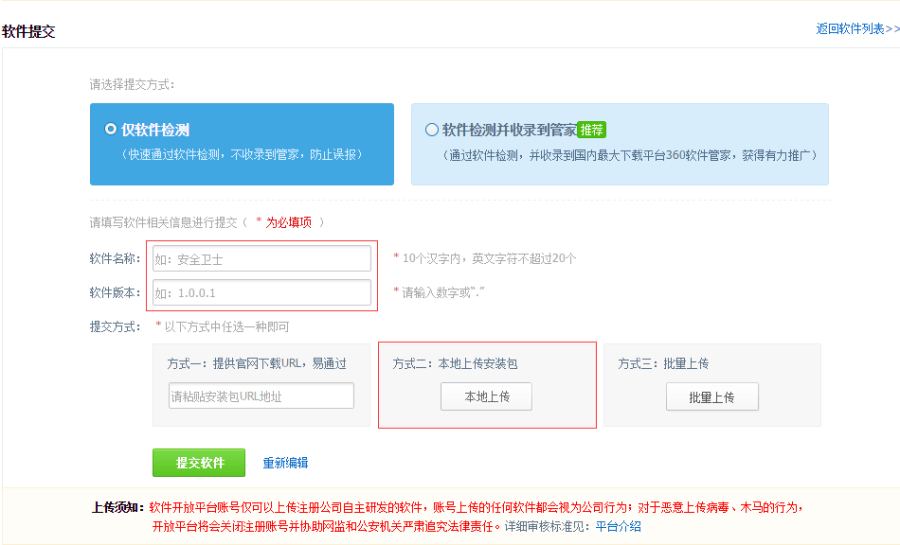 软件提交
返回软件列表>>
请选择提交方式：
仅软件检测
（快速通过软件检测，不收录到管家，防止误报）
软件检测并收录到管家 推荐
（通过软件检测，并收录到国内最大下载平台360软件管家，获得有力推广）
请填写软件相关信息进行提交（ * 为必填项 ）
软件名称： 如：安全卫士 * 10个汉字内，英文字符不超过20个
软件版本： 如：1.0.0.1 * 请输入数字或"."
提交方式： * 以下方式中任选一种即可
方式一：提供官网下载URL，易通过
请粘贴安装包URL地址
方式二：本地上传安装包
本地上传
方式三：批量上传
批量上传
提交软件 重新编辑
上传须知：软件开放平台账号仅可以上传注册公司自主研发的软件，账号上传的任何软件都会视为公司行为；对于恶意上传病毒、木马的行为，
开放平台将会关闭注册账号并协助网监和公安机关严肃追究法律责任。详细审核标准见：平台介绍